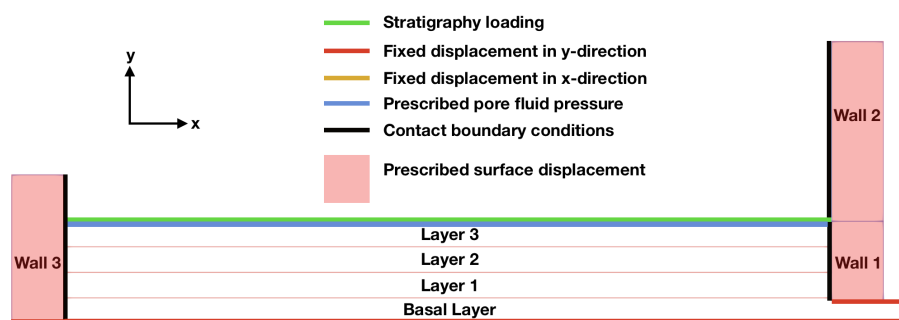 Stratigraphy loading
Fixed displacement in y-direction
Fixed displacement in x-direction
Prescribed pore fluid pressure
Contact boundary conditions
Prescribed surface displacement
y
x
Wall 2
Wall 3
Layer 3
Layer 2
Layer 1
Basal Layer
Wall 1